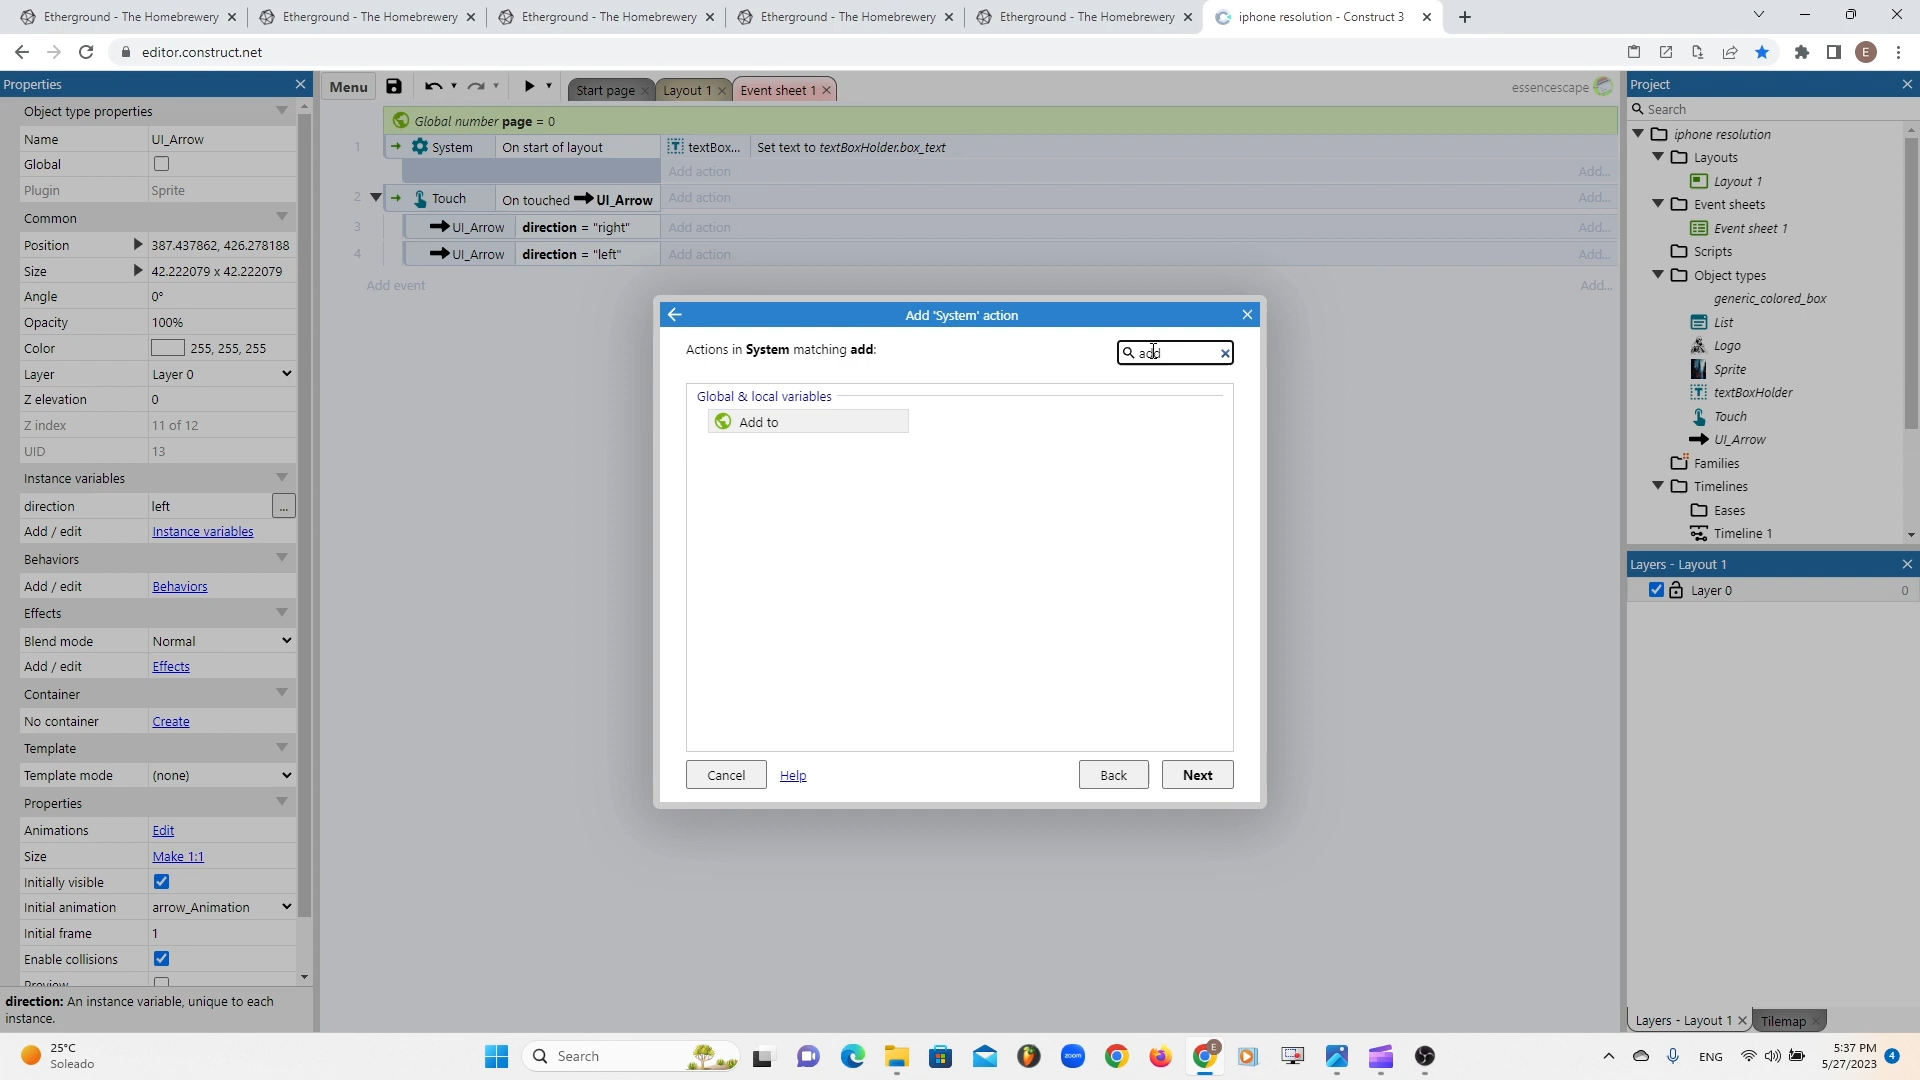 Etherground - The Homebrewery
Etherground - The Homebrewery
Etherground - The Homebrewery
Etherground - The Homebrewery
Etherground - The Homebrewery
iphone resolution - Construct 3
editor.construct.net
E
Properties
Menu
Start page
Layout 1
Event sheet 1
essencescape
Project
Object type properties
Name UI_Arrow
Global
Plugin Sprite
Common
Position 387.437862, 426.278188
Size 42.222079 x 42.222079
Angle 0°
Opacity 100%
Color 255, 255, 255
Layer Layer 0
Z elevation 0
Z index 11 of 12
UID 13
Instance variables
direction left ...
Add / edit Instance variables
Behaviors
Add / edit Behaviors
Effects
Blend mode Normal
Add / edit Effects
Container
No container Create
Template
Template mode (none)
Properties
Animations Edit
Size Make 1:1
Initially visible
Initial animation arrow_Animation
Initial frame 1
Enable collisions
Preview
direction: An instance variable, unique to each
instance.
Global number page = 0
1 System On start of layout textBox... Set text to textBoxHolder.box_text
Add action Add...
2 Touch On touched UI_Arrow Add action Add...
3 UI_Arrow direction = "right" Add action Add...
4 UI_Arrow direction = "left" Add action Add...
Add event Add...
Add 'System' action
Actions in System matching add:
add
Global & local variables
Add to
Cancel Help Back Next
Search
iphone resolution
Layouts
Layout 1
Event sheets
Event sheet 1
Scripts
Object types
generic_colored_box
List
Logo
Sprite
textBoxHolder
Touch
UI_Arrow
Families
Timelines
Eases
Timeline 1
Layers - Layout 1
Layer 0 0
Layers - Layout 1 Tilemap
25°C
Soleado
Search
zoom
E
ENG
5:37 PM
5/27/2023
4